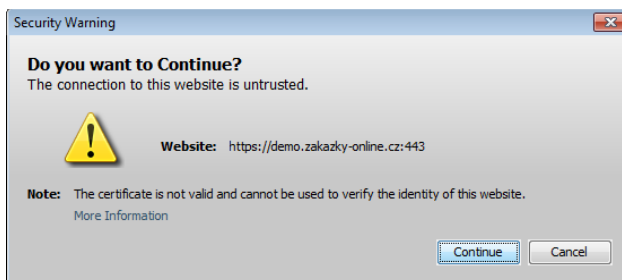 Security Warning
Do you want to Continue?
The connection to this website is untrusted.
Website: https://demo.zakazky-online.cz:443
Note: The certificate is not valid and cannot be used to verify the identity of this website.
More Information
Continue Cancel